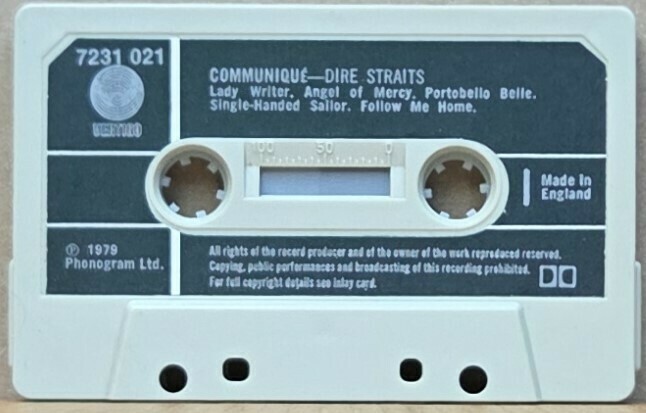 7231 021
VERTIGO
COMMUNIQUÉ—DIRE STRAITS
Lady Writer. Angel of Mercy. Portobello Belle.
Single-Handed Sailor. Follow Me Home.
100 50 0
Made in
England
Ⓟ 1979
Phonogram Ltd.
All rights of the record producer and of the owner of the work reproduced reserved.
Copying, public performances and broadcasting of this recording prohibited.
For full copyright details see inlay card.